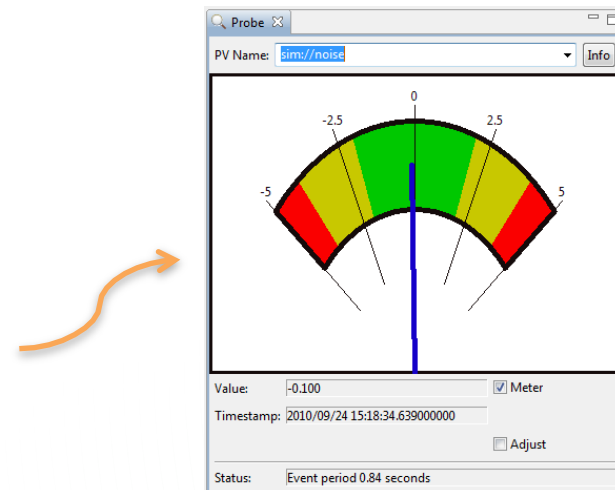 Probe
PV Name: sim://noise Info
0
-2.5 2.5
-5 5
Value: -0.100 Meter
Timestamp: 2010/09/24 15:18:34.639000000
Adjust
Status: Event period 0.84 seconds